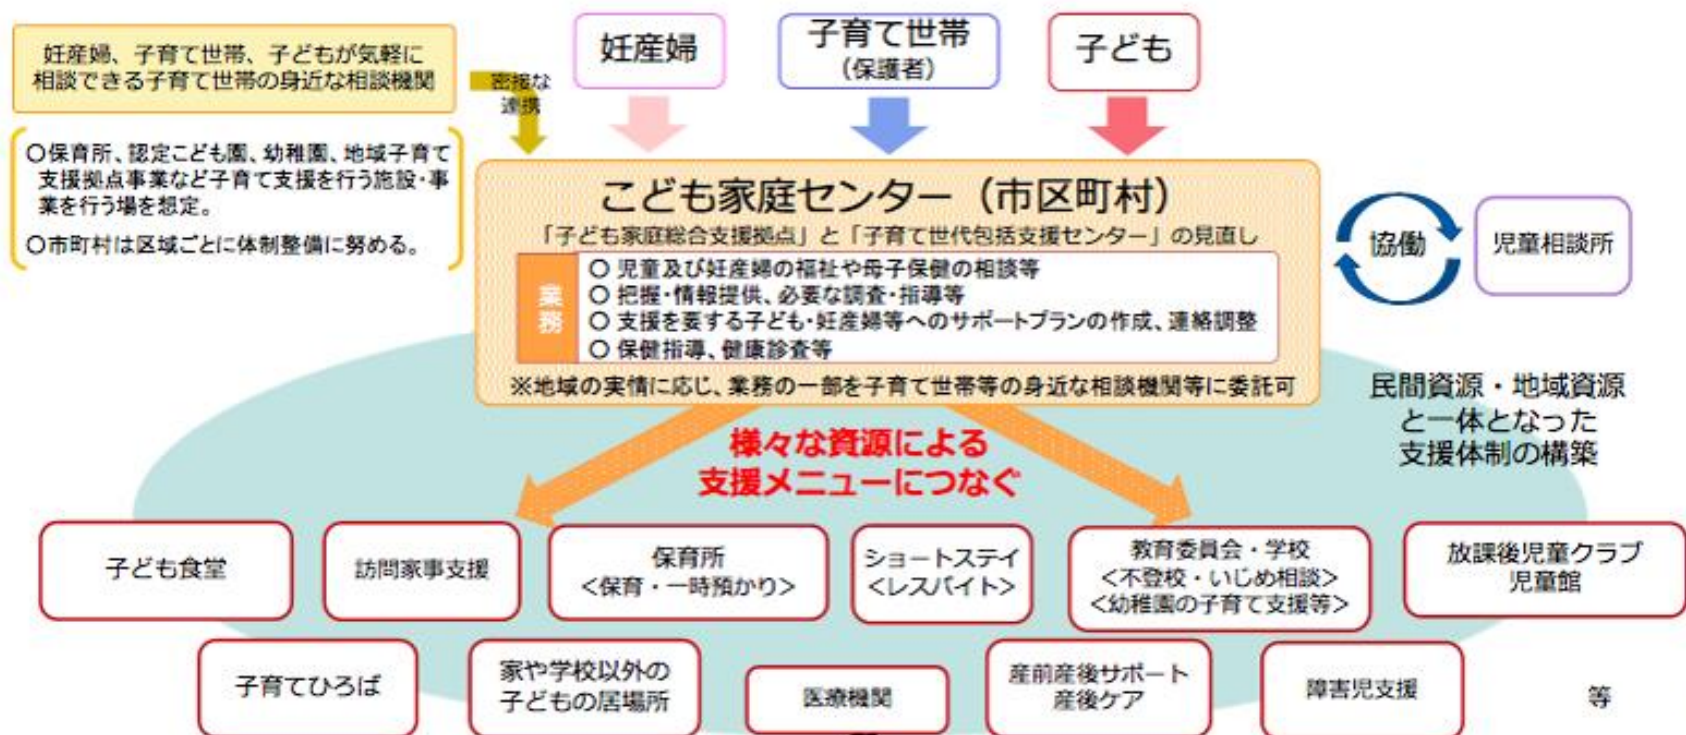 妊産婦、子育て世帯、子どもが気軽に
相談できる子育て世帯の身近な相談機関
密接な
連携
妊産婦
子育て世帯
（保護者）
子ども
○保育所、認定こども園、幼稚園、地域子育て
支援拠点事業など子育て支援を行う施設・事
業を行う場を想定。
○市町村は区域ごとに体制整備に努める。
こども家庭センター（市区町村）
「子ども家庭総合支援拠点」と「子育て世代包括支援センター」の見直し
業務
○ 児童及び妊産婦の福祉や母子保健の相談等
○ 把握・情報提供、必要な調査・指導等
○ 支援を要する子ども・妊産婦等へのサポートプランの作成、連絡調整
○ 保健指導、健康診査等
※地域の実情に応じ、業務の一部を子育て世帯等の身近な相談機関等に委託可
協働
児童相談所
民間資源・地域資源
と一体となった
支援体制の構築
様々な資源による
支援メニューにつなぐ
子ども食堂
訪問家事支援
保育所
<保育・一時預かり>
ショートステイ
<レスパイト>
教育委員会・学校
<不登校・いじめ相談>
<幼稚園の子育て支援等>
放課後児童クラブ
児童館
子育てひろば
家や学校以外の
子どもの居場所
医療機関
産前産後サポート
産後ケア
障害児支援
等